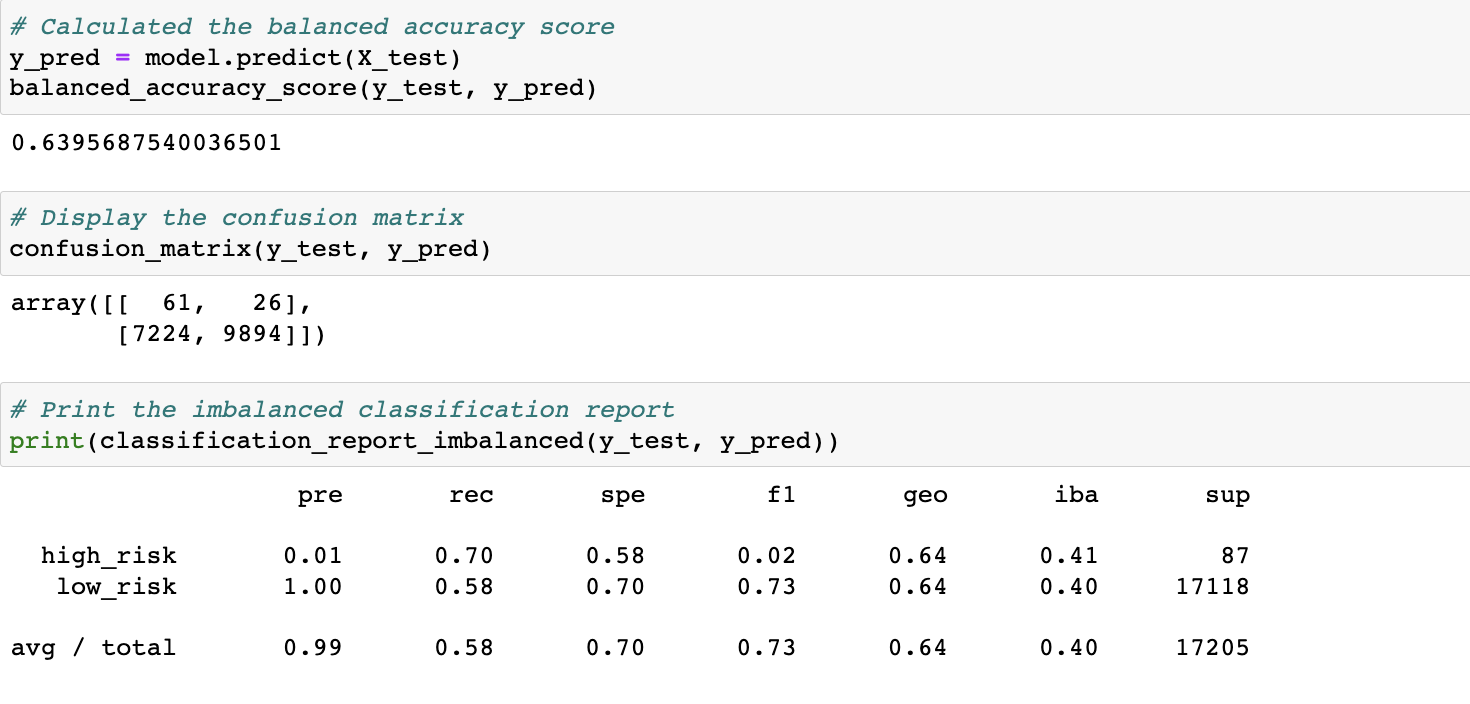 # Calculated the balanced accuracy score
y_pred = model.predict(X_test)
balanced_accuracy_score(y_test, y_pred)
0.6395687540036501
# Display the confusion matrix
confusion_matrix(y_test, y_pred)
array([[  61,   26],
       [7224, 9894]])
# Print the imbalanced classification report
print(classification_report_imbalanced(y_test, y_pred))
                   pre       rec       spe        f1       geo       iba       sup
  high_risk       0.01      0.70      0.58      0.02      0.64      0.41        87
   low_risk       1.00      0.58      0.70      0.73      0.64      0.40     17118
avg / total       0.99      0.58      0.70      0.73      0.64      0.40     17205